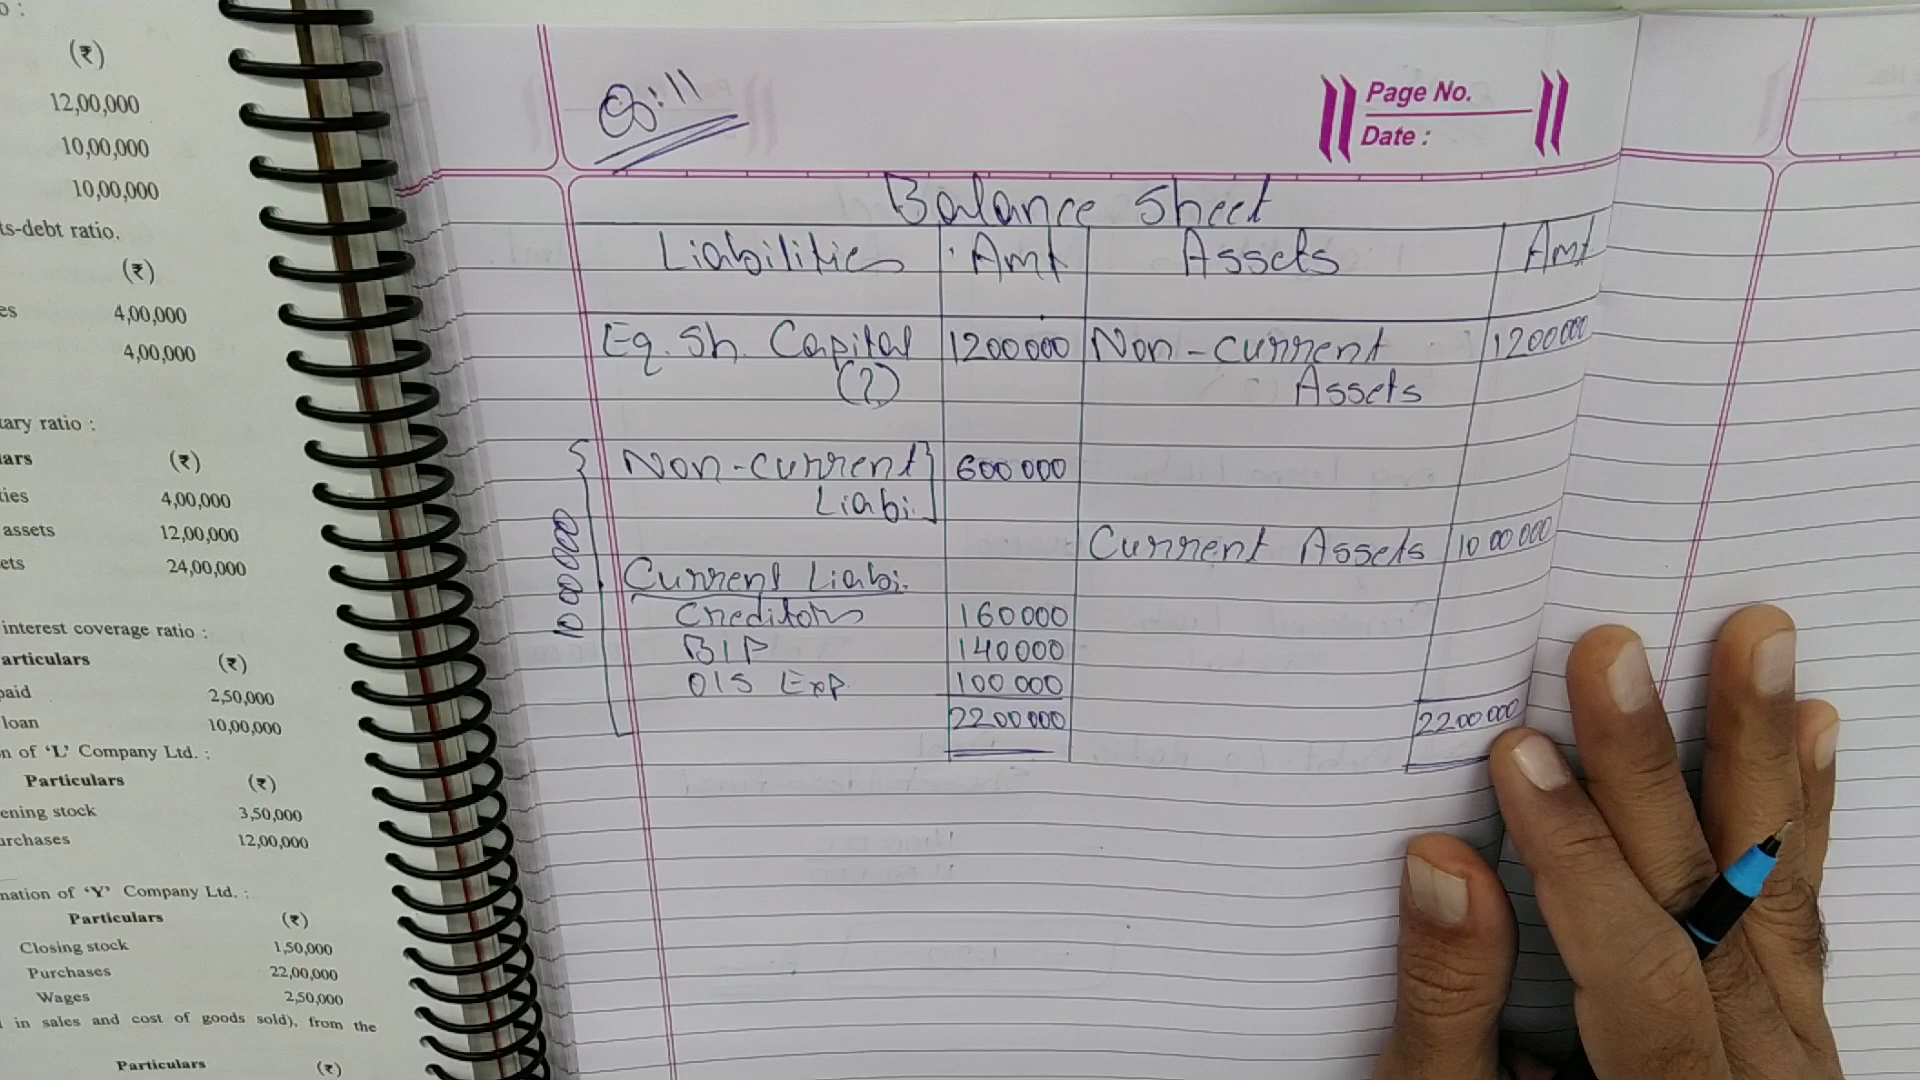 (₹)
12,00,000
10,00,000
10,00,000
ts-debt ratio.
(₹)
es 4,00,000
4,00,000
tary ratio :
ars (₹)
ties 4,00,000
assets 12,00,000
ets 24,00,000
interest coverage ratio :
articulars (₹)
paid 2,50,000
loan 10,00,000
n of 'L' Company Ltd. :
Particulars (₹)
ening stock 3,50,000
urchases 12,00,000
mation of 'Y' Company Ltd. :
Particulars (₹)
Closing stock 1,50,000
Purchases 22,00,000
Wages 2,50,000
in sales and cost of goods sold), from the
Particulars (₹)
Q:11
Page No.
Date :
Balance Sheet
Liabilities Amt Assets Amt
Eq. Sh. Capital 1200000 Non-current 1200000
(?) Assets
Non-current 600000
Liabi.
Current Assets 1000000
1000000
Current Liabi.
Creditors 160000
B/P 140000
O/S Exp. 100000
2200000 2200000